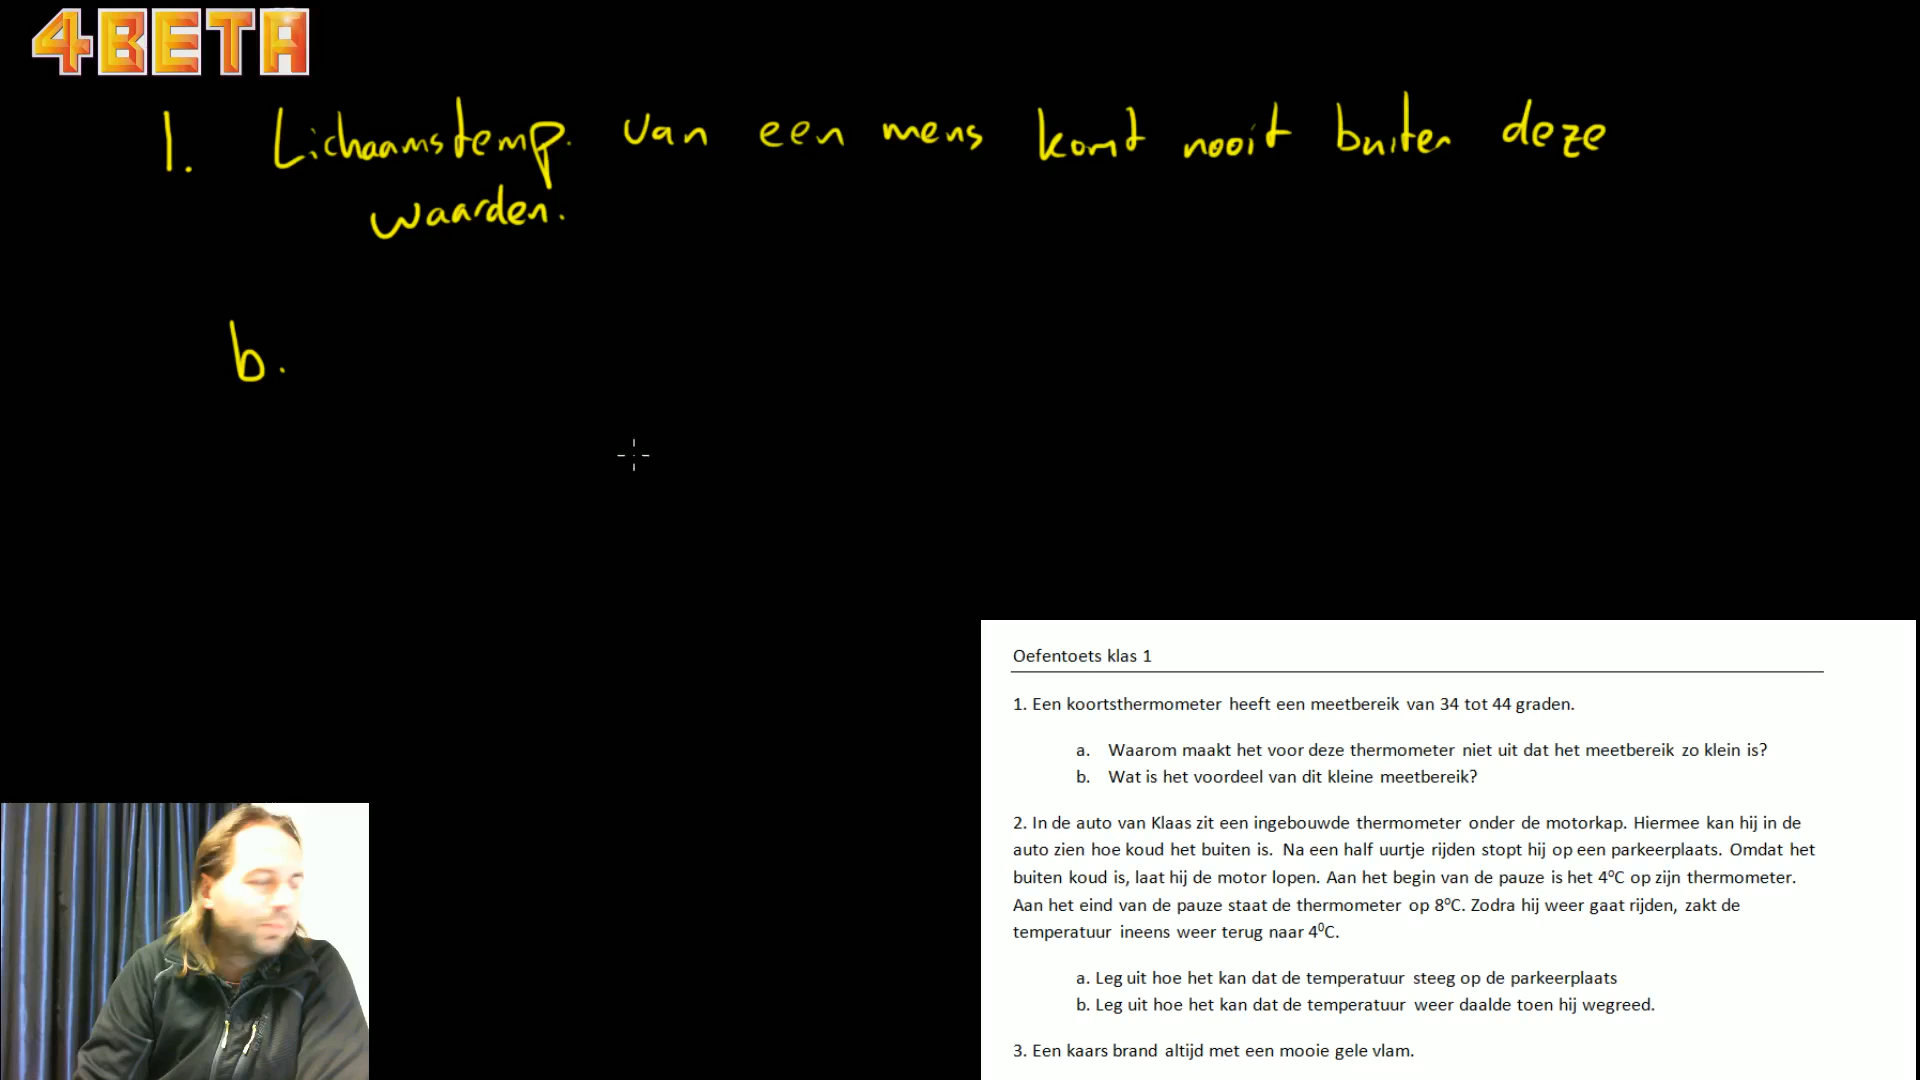 4BETA
1. Lichaamstemp. van een mens komt nooit buiten deze
waarden.
b.
Oefentoets klas 1
1. Een koortsthermometer heeft een meetbereik van 34 tot 44 graden.
a. Waarom maakt het voor deze thermometer niet uit dat het meetbereik zo klein is?
b. Wat is het voordeel van dit kleine meetbereik?
2. In de auto van Klaas zit een ingebouwde thermometer onder de motorkap. Hiermee kan hij in de
auto zien hoe koud het buiten is. Na een half uurtje rijden stopt hij op een parkeerplaats. Omdat het
buiten koud is, laat hij de motor lopen. Aan het begin van de pauze is het 4°C op zijn thermometer.
Aan het eind van de pauze staat de thermometer op 8°C. Zodra hij weer gaat rijden, zakt de
temperatuur ineens weer terug naar 4⁰C.
a. Leg uit hoe het kan dat de temperatuur steeg op de parkeerplaats
b. Leg uit hoe het kan dat de temperatuur weer daalde toen hij wegreed.
3. Een kaars brand altijd met een mooie gele vlam.